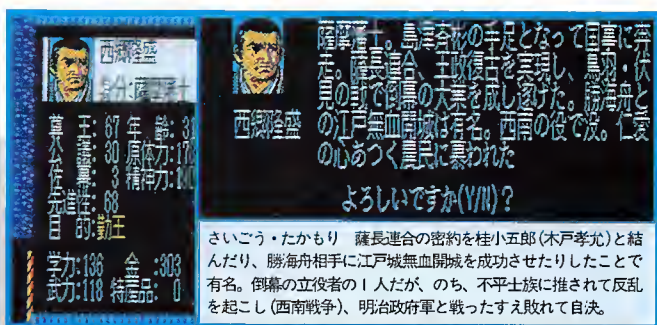 西郷隆盛
身分:薩摩藩士
勤王: 67 年 齢: 31
公議: 30 原体力:178
佐幕: 3 精神力:180
先進性: 68
目 的:勤王
学力:136 金 :303
武力:118 特産品: 0
薩摩藩士。島津斉彬の手足となって国事に奔
走。薩長連合、王政復古を実現し、鳥羽・伏
見の討で倒幕の大業を成し遂げた。勝海舟と
の江戸無血開城は有名。西南の役で没。仁愛
の心あつく農民に慕われた
西郷隆盛
よろしいですか(Y/N)?
さいごう・たかもり 薩長連合の密約を桂小五郎(木戸孝允)と結
んだり、勝海舟相手に江戸城無血開城を成功させたりしたことで
有名。倒幕の立役者の1人だが、のち、不平士族に推されて反乱
を起こし(西南戦争)、明治政府軍と戦ったすえ敗れて自決。